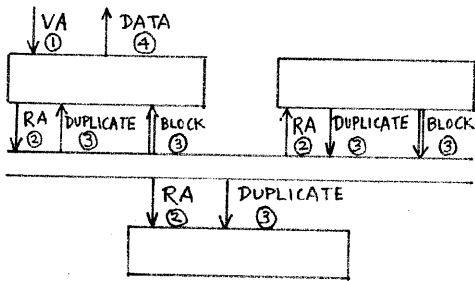 VA DATA
① ④
RA DUPLICATE BLOCK RA DUPLICATE BLOCK
② ③ ③ ② ③ ③
RA DUPLICATE
② ③